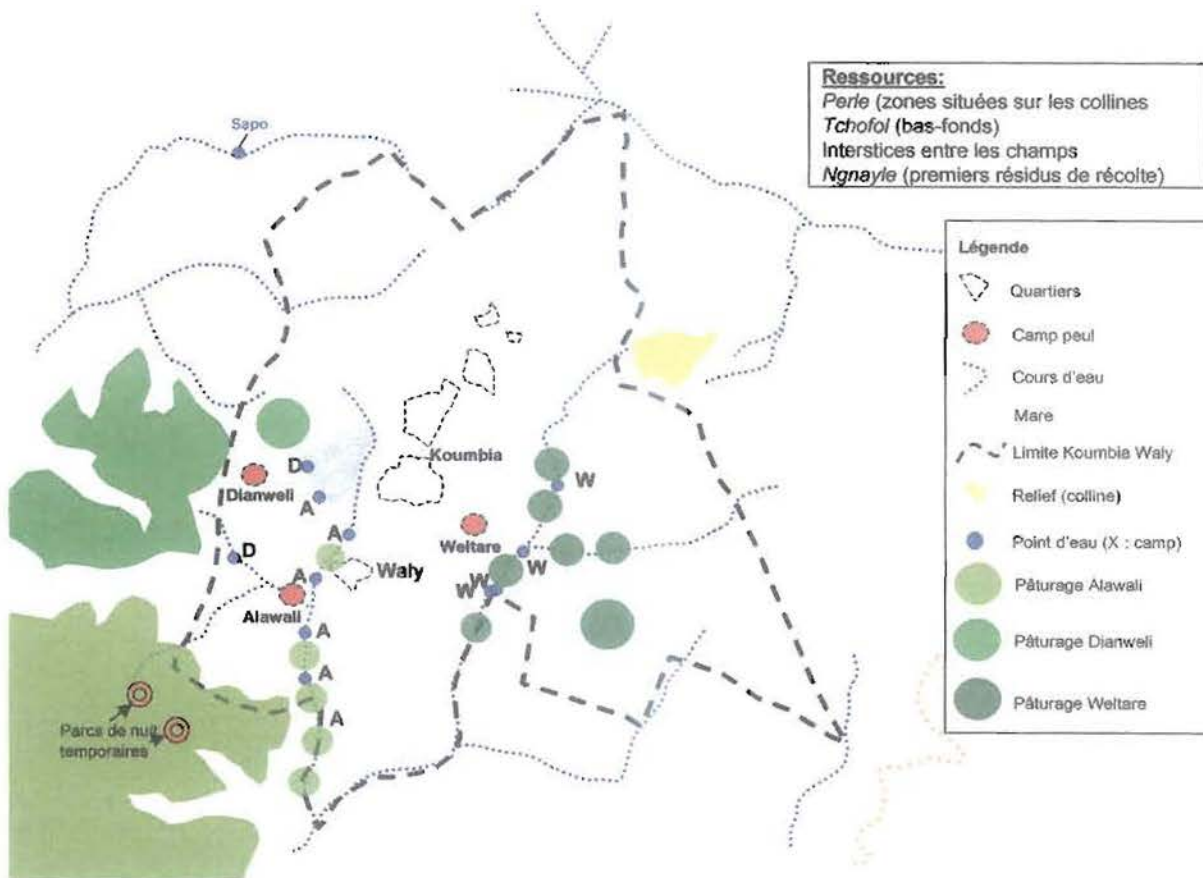 Ressources:
Perle (zones situées sur les collines
Tchofol (bas-fonds)
Interstices entre les champs
Ngnayle (premiers résidus de récolte)
Sapo
Légende
Quartiers
Camp peul
Cours d'eau
Mare
Limite Koumbia Waly
Relief (colline)
Point d'eau (X : camp)
Pâturage Alawali
Pâturage Dianweli
Pâturage Weltare
Koumbia
D
Dianweli
A
W
A
Weltare
D
Waly
W
A
W
Alawali
A
A
A
Parcs de nuit
temporaires